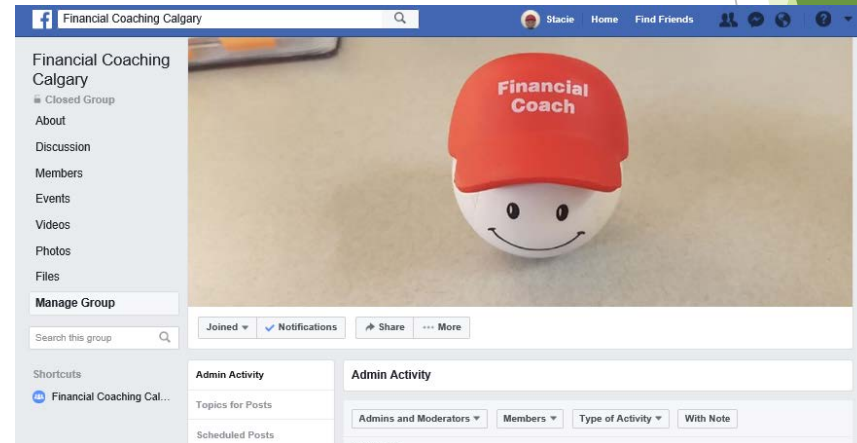 Financial Coaching Calgary
Stacie Home Find Friends
Financial Coaching
Calgary
Closed Group
About
Discussion
Members
Events
Videos
Photos
Files
Manage Group
Search this group
Shortcuts
Financial Coaching Cal...
Financial
Coach
Joined Notifications Share More
Admin Activity
Topics for Posts
Scheduled Posts
Admin Activity
Admins and Moderators Members Type of Activity With Note